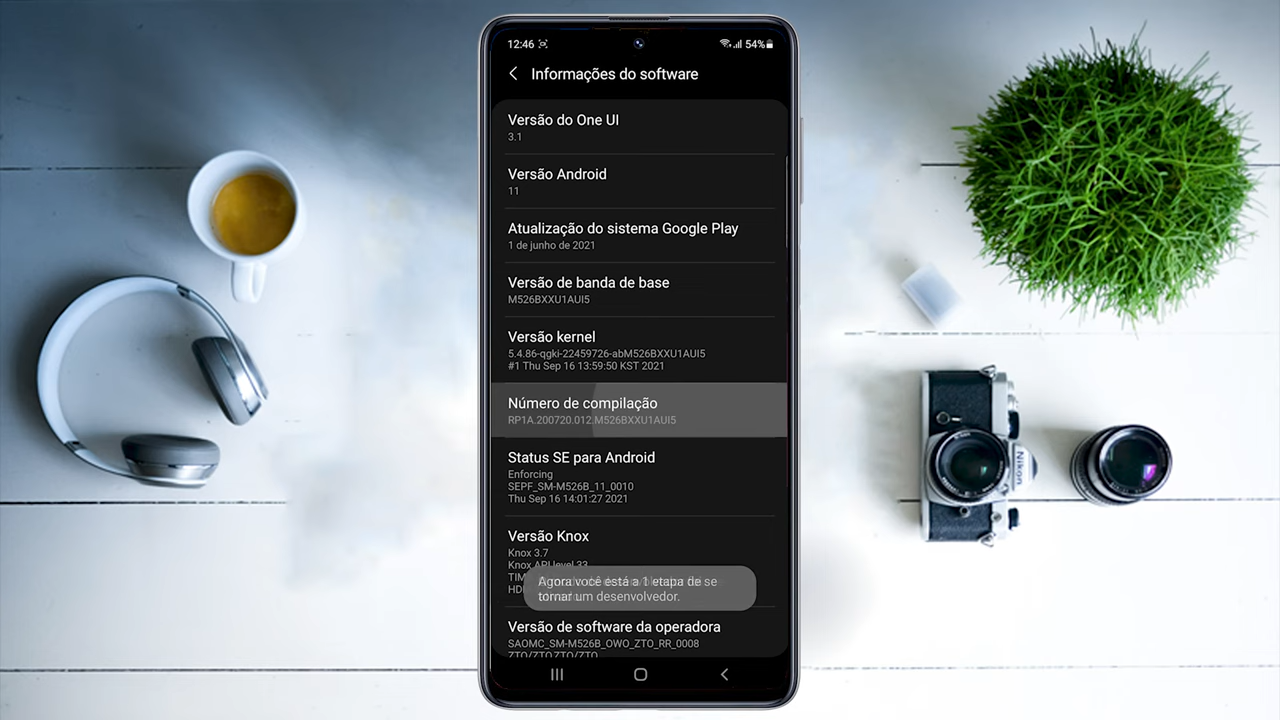 12:46
54%
Informações do software
Versão do One UI
3.1
Versão Android
11
Atualização do sistema Google Play
1 de junho de 2021
Versão de banda de base
M526BXXU1AUI5
Versão kernel
5.4.86-qgki-22459726-abM526BXXU1AUI5
#1 Thu Sep 16 13:59:50 KST 2021
Número de compilação
RP1A.200720.012.M526BXXU1AUI5
Status SE para Android
Enforcing
SEPF_SM-M526B_11_0010
Thu Sep 16 14:01:27 2021
Versão Knox
Knox 3.7
Knox API level 33
Agora você está a 1 etapa de se
tornar um desenvolvedor.
Versão de software da operadora
SAOMC_SM-M526B_OWO_ZTO_RR_0008
ZTO/ZTO,ZTO/ZTO
Nikon